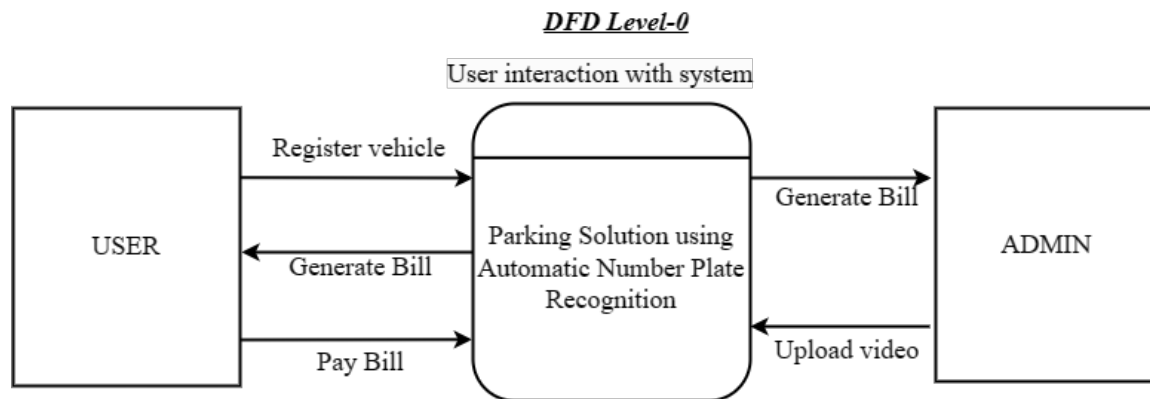 DFD Level-0
User interaction with system
Register vehicle
USER
Generate Bill
Pay Bill
Parking Solution using
Automatic Number Plate
Recognition
Generate Bill
ADMIN
Upload video